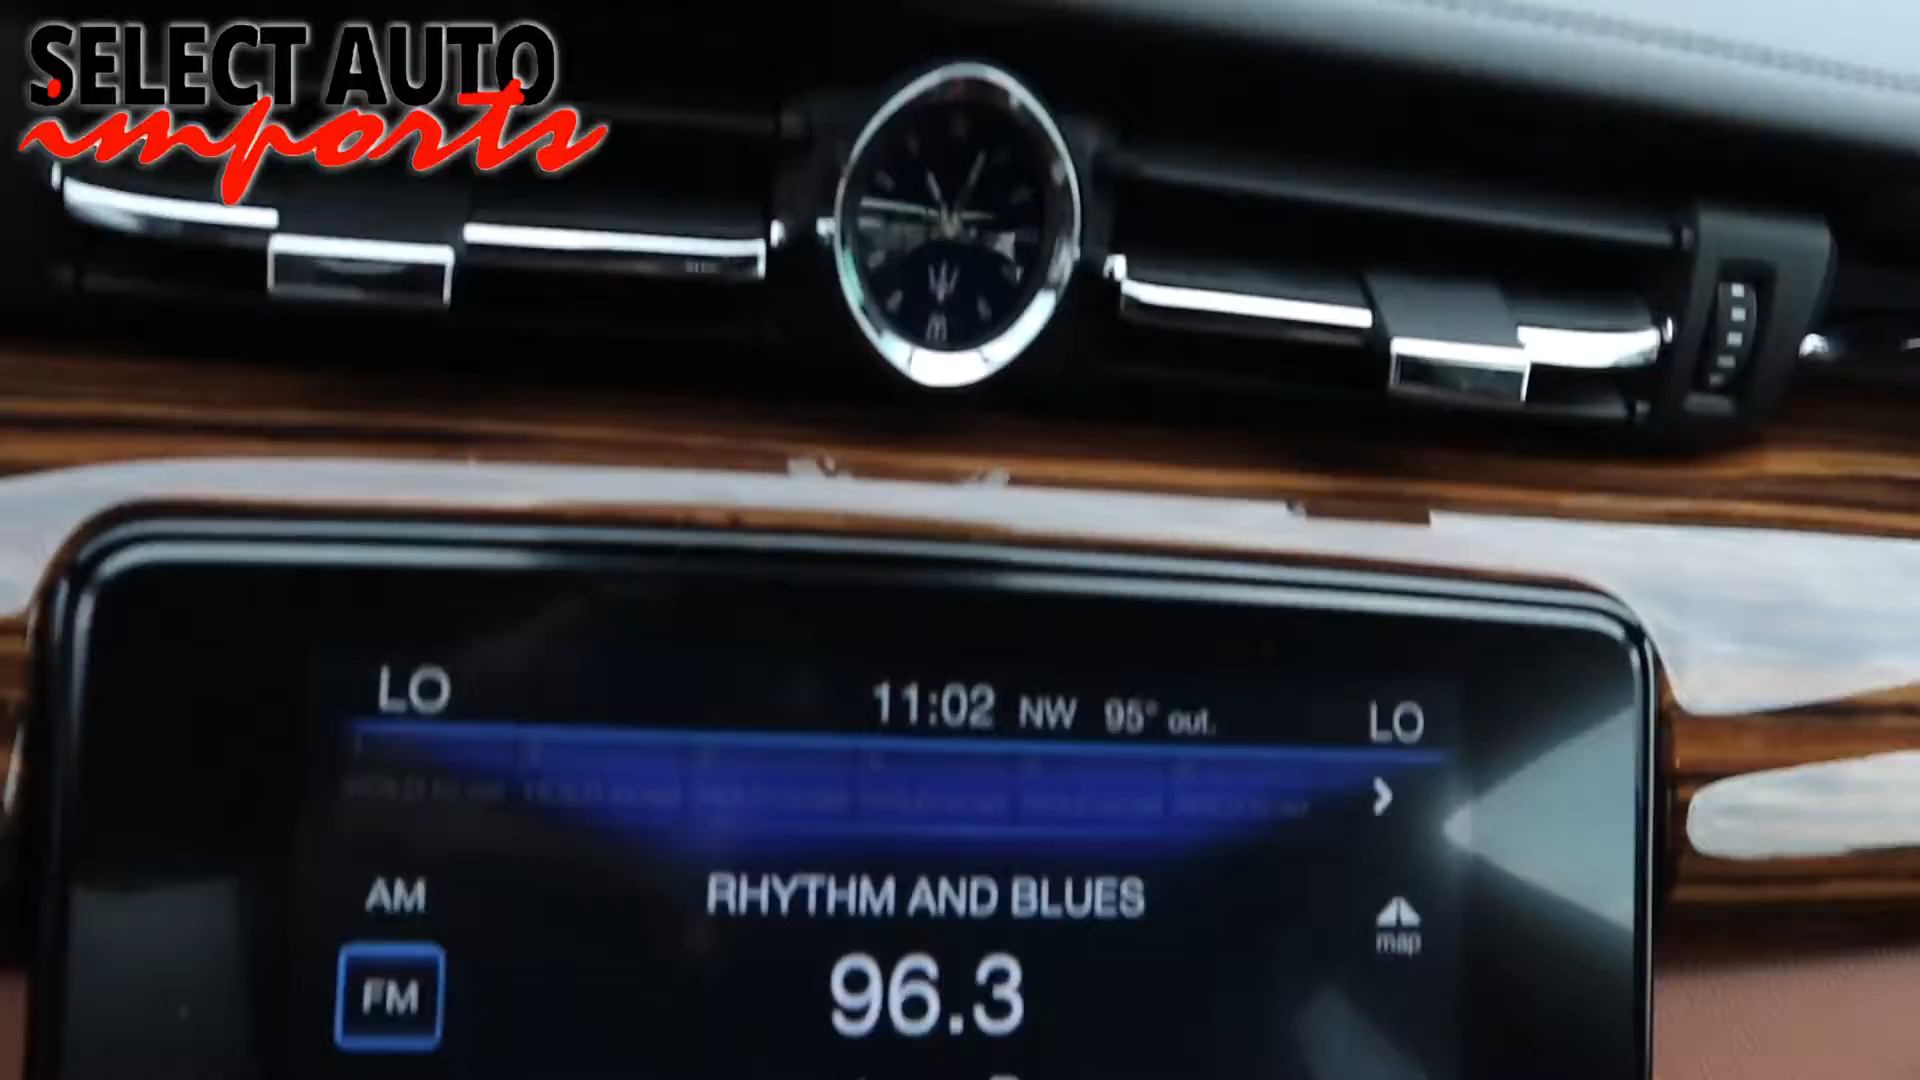 SELECT AUTO
imports
LO
11:02 NW 95° out.
LO
AM
RHYTHM AND BLUES
map
FM
96.3